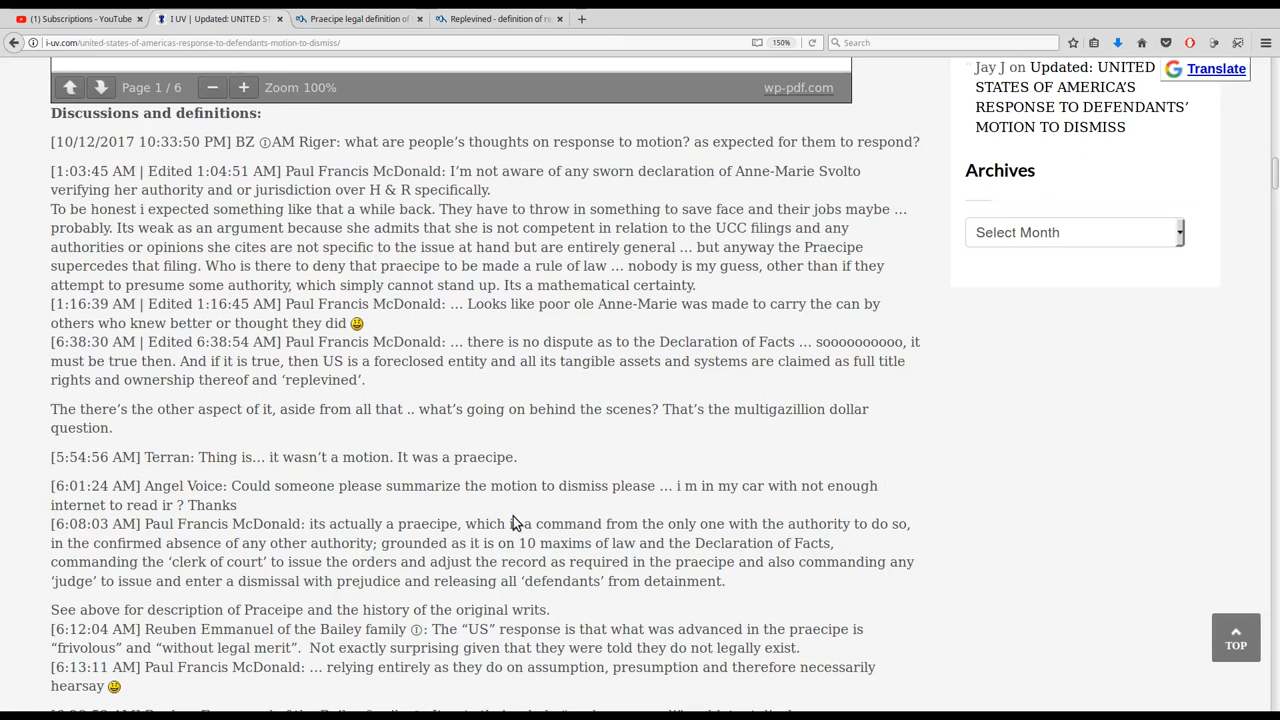 (1) Subscriptions - YouTube × I UV | Updated: UNITED ST × Praecipe legal definition of × Replevined - definition of re × +
i-uv.com/united-states-of-americas-response-to-defendants-motion-to-dismiss/ 150% Search
Page 1 / 6 Zoom 100% wp-pdf.com
Discussions and definitions:
[10/12/2017 10:33:50 PM] BZ ①AM Riger: what are people’s thoughts on response to motion? as expected for them to respond?
[1:03:45 AM | Edited 1:04:51 AM] Paul Francis McDonald: I’m not aware of any sworn declaration of Anne-Marie Svolto
verifying her authority and or jurisdiction over H & R specifically.
To be honest i expected something like that a while back. They have to throw in something to save face and their jobs maybe …
probably. Its weak as an argument because she admits that she is not competent in relation to the UCC filings and any
authorities or opinions she cites are not specific to the issue at hand but are entirely general … but anyway the Praecipe
supercedes that filing. Who is there to deny that praecipe to be made a rule of law … nobody is my guess, other than if they
attempt to presume some authority, which simply cannot stand up. Its a mathematical certainty.
[1:16:39 AM | Edited 1:16:45 AM] Paul Francis McDonald: … Looks like poor ole Anne-Marie was made to carry the can by
others who knew better or thought they did
[6:38:30 AM | Edited 6:38:54 AM] Paul Francis McDonald: … there is no dispute as to the Declaration of Facts … soooooooooo, it
must be true then. And if it is true, then US is a foreclosed entity and all its tangible assets and systems are claimed as full title
rights and ownership thereof and ‘replevined’.
The there’s the other aspect of it, aside from all that .. what’s going on behind the scenes? That’s the multigazillion dollar
question.
[5:54:56 AM] Terran: Thing is… it wasn’t a motion. It was a praecipe.
[6:01:24 AM] Angel Voice: Could someone please summarize the motion to dismiss please … i m in my car with not enough
internet to read ir ? Thanks
[6:08:03 AM] Paul Francis McDonald: its actually a praecipe, which is a command from the only one with the authority to do so,
in the confirmed absence of any other authority; grounded as it is on 10 maxims of law and the Declaration of Facts,
commanding the ‘clerk of court’ to issue the orders and adjust the record as required in the praecipe and also commanding any
‘judge’ to issue and enter a dismissal with prejudice and releasing all ‘defendants’ from detainment.
See above for description of Praceipe and the history of the original writs.
[6:12:04 AM] Reuben Emmanuel of the Bailey family ①: The “US” response is that what was advanced in the praecipe is
“frivolous” and “without legal merit”.  Not exactly surprising given that they were told they do not legally exist.
[6:13:11 AM] Paul Francis McDonald: … relying entirely as they do on assumption, presumption and therefore necessarily
hearsay
Jay J on Updated: UNITED
STATES OF AMERICA’S
RESPONSE TO DEFENDANTS’
MOTION TO DISMISS
Translate
Archives
Select Month
TOP